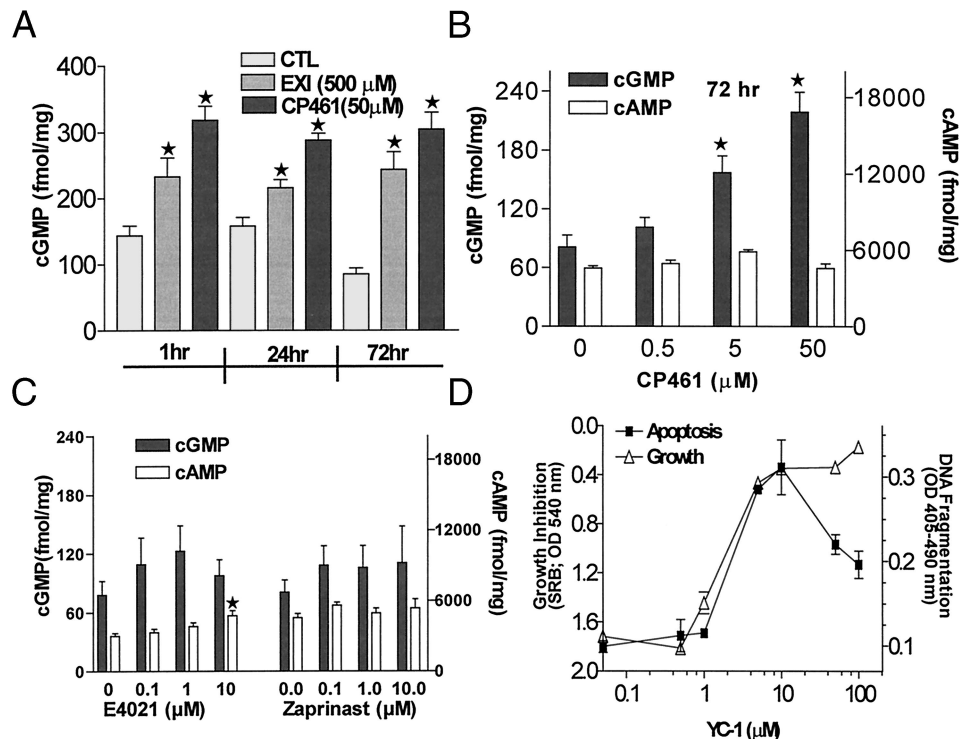 A
CTL
EXI (500 µM)
CP461(50µM)
cGMP (fmol/mg)
400
300
200
100
0
1hr
24hr
72hr
B
cGMP
cAMP
72 hr
cGMP (fmol/mg)
240
180
120
60
0
cAMP (fmol/mg)
18000
12000
6000
0
0 0.5 5 50
CP461 (µM)
C
cGMP
cAMP
cGMP(fmol/mg)
240
180
120
60
0
cAMP (fmol/mg)
18000
12000
6000
0
0 0.1 1 10
E4021 (µM)
0.0 0.1 1.0 10.0
Zaprinast (µM)
D
Apoptosis
Growth
Growth Inhibition
(SRB; OD 540 nm)
0.0
0.4
0.8
1.2
1.6
2.0
DNA Fragmentation
(OD 405-490 nm)
0.3
0.2
0.1
0.1 1 10 100
YC-1 (µM)